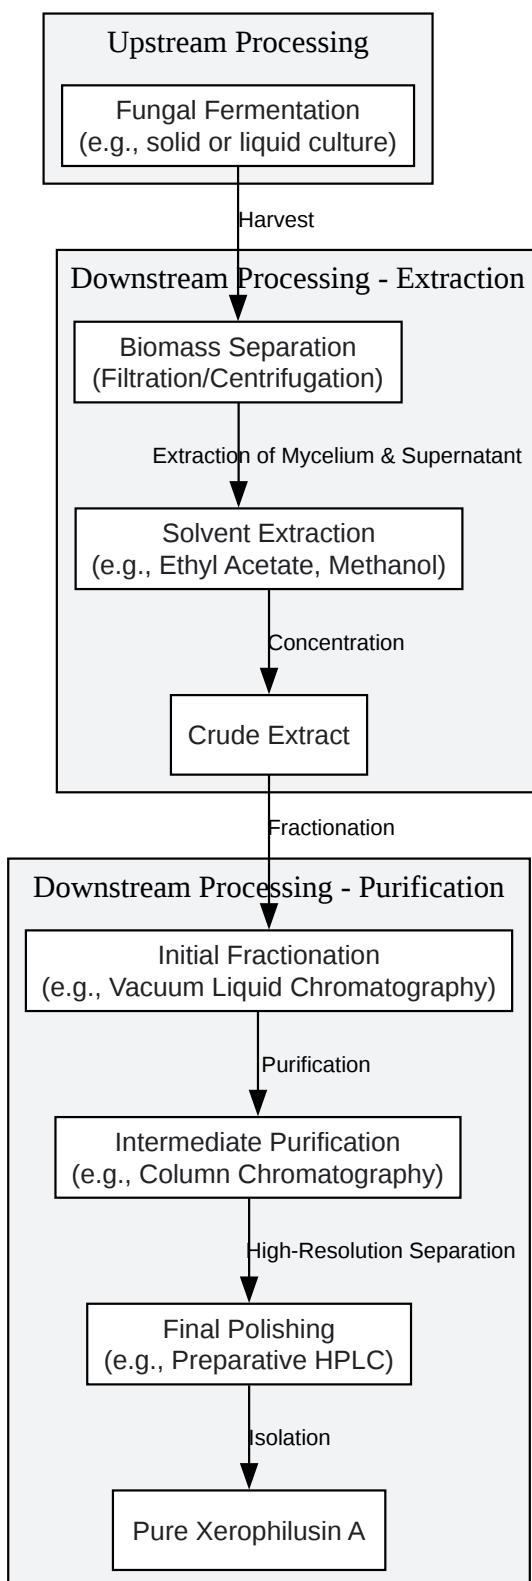 Upstream Processing
Fungal Fermentation
(e.g., solid or liquid culture)
Harvest
Downstream Processing - Extraction
Biomass Separation
(Filtration/Centrifugation)
Extraction of Mycelium & Supernatant
Solvent Extraction
(e.g., Ethyl Acetate, Methanol)
Concentration
Crude Extract
Fractionation
Downstream Processing - Purification
Initial Fractionation
(e.g., Vacuum Liquid Chromatography)
Purification
Intermediate Purification
(e.g., Column Chromatography)
High-Resolution Separation
Final Polishing
(e.g., Preparative HPLC)
Isolation
Pure Xerophilusin A